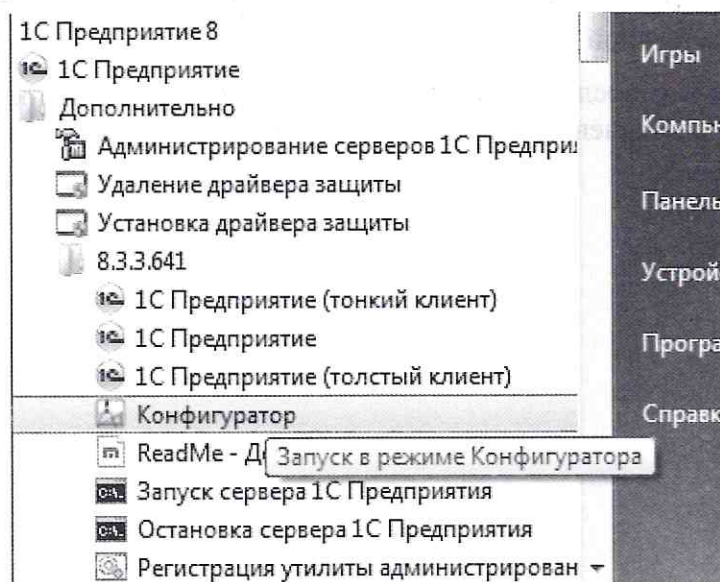 1С Предприятие 8
1С Предприятие
Дополнительно
Администрирование серверов 1С Предпри
Удаление драйвера защиты
Установка драйвера защиты
8.3.3.641
1С Предприятие (тонкий клиент)
1С Предприятие
1С Предприятие (толстый клиент)
Конфигуратор
ReadMe - Д
Запуск в режиме Конфигуратора
Запуск сервера 1С Предприятия
Остановка сервера 1С Предприятия
Регистрация утилиты администрирован
Игры
Компьн
Панель
Устрой
Програ
Справк